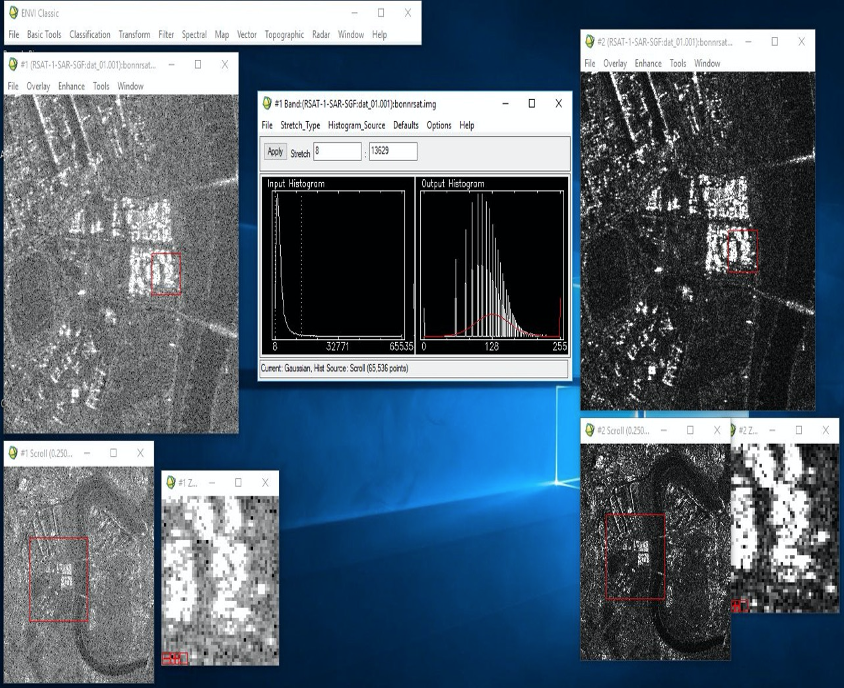 ENVI Classic
File Basic Tools Classification Transform Filter Spectral Map Vector Topographic Radar Window Help
#1 (RSAT-1-SAR-SGF:dat_01.001):bonnrsat...
File Overlay Enhance Tools Window
#1 Band:(RSAT-1-SAR-SGF:dat_01.001):bonnrsat.img
File Stretch_Type Histogram_Source Defaults Options Help
Apply Stretch 8 : 13629
Input Histogram
8 32771 65535
Output Histogram
0 128 255
Current: Gaussian, Hist Source: Scroll (65,536 points)
#2 (RSAT-1-SAR-SGF:dat_01.001):bonnrsat...
File Overlay Enhance Tools Window
#1 Scroll (0.250...
#1 Z...
#2 Scroll (0.250...
#2 Z...